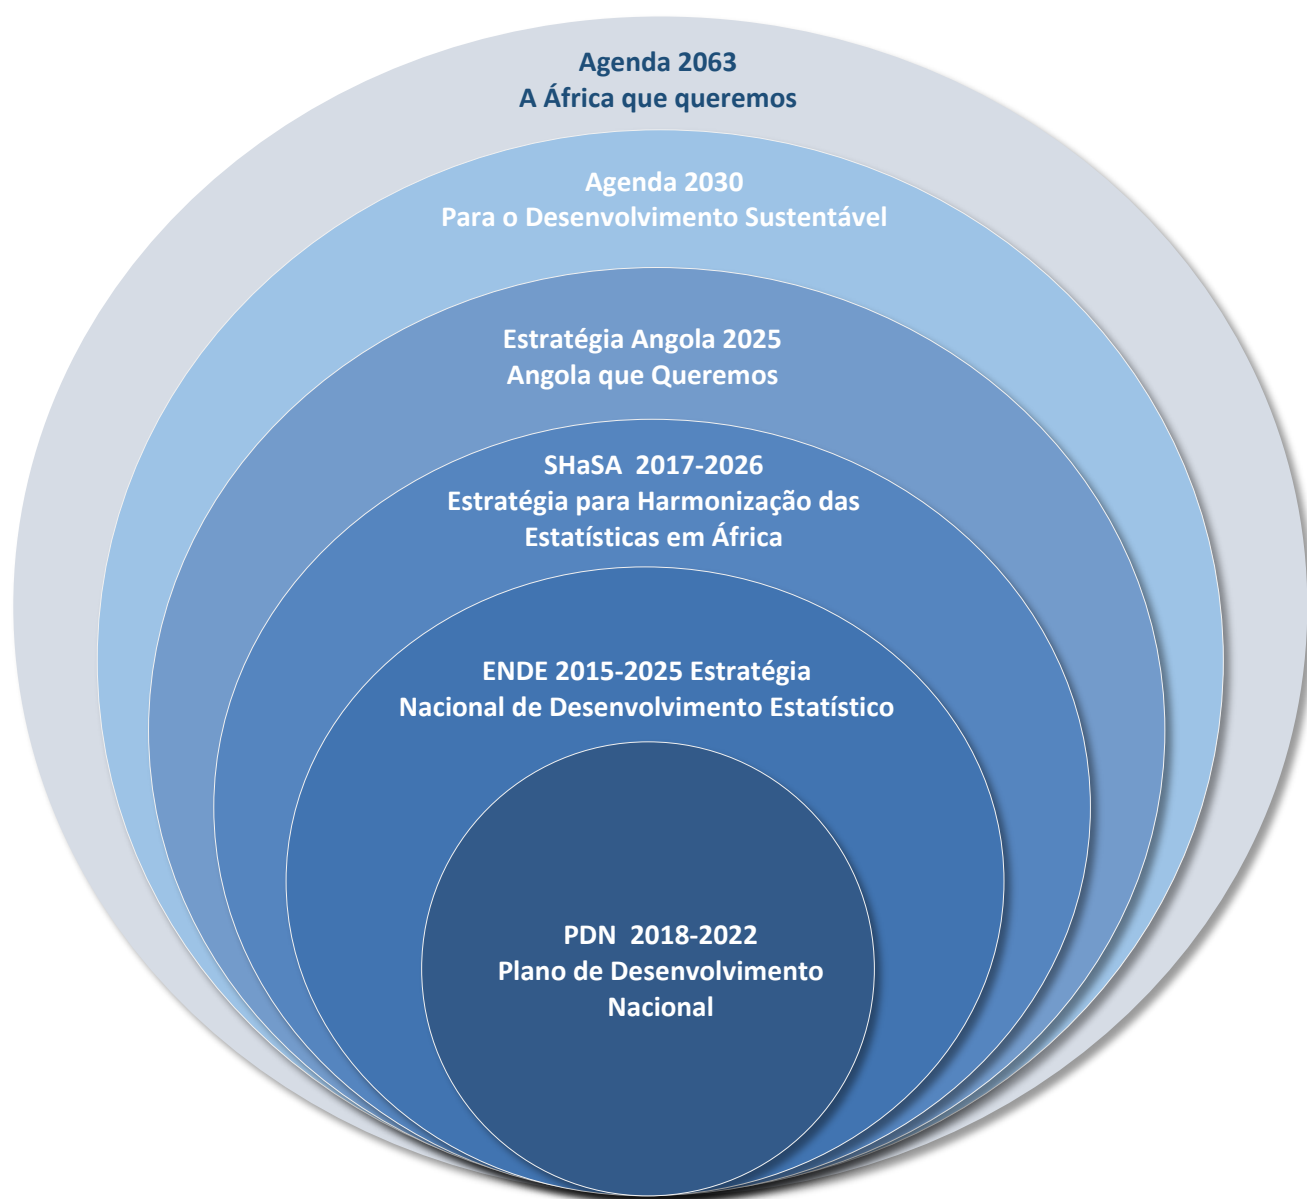 Agenda 2063
A África que queremos
Agenda 2030
Para o Desenvolvimento Sustentável
Estratégia Angola 2025
Angola que Queremos
SHaSA 2017-2026
Estratégia para Harmonização das
Estatísticas em África
ENDE 2015-2025 Estratégia
Nacional de Desenvolvimento Estatístico
PDN 2018-2022
Plano de Desenvolvimento
Nacional